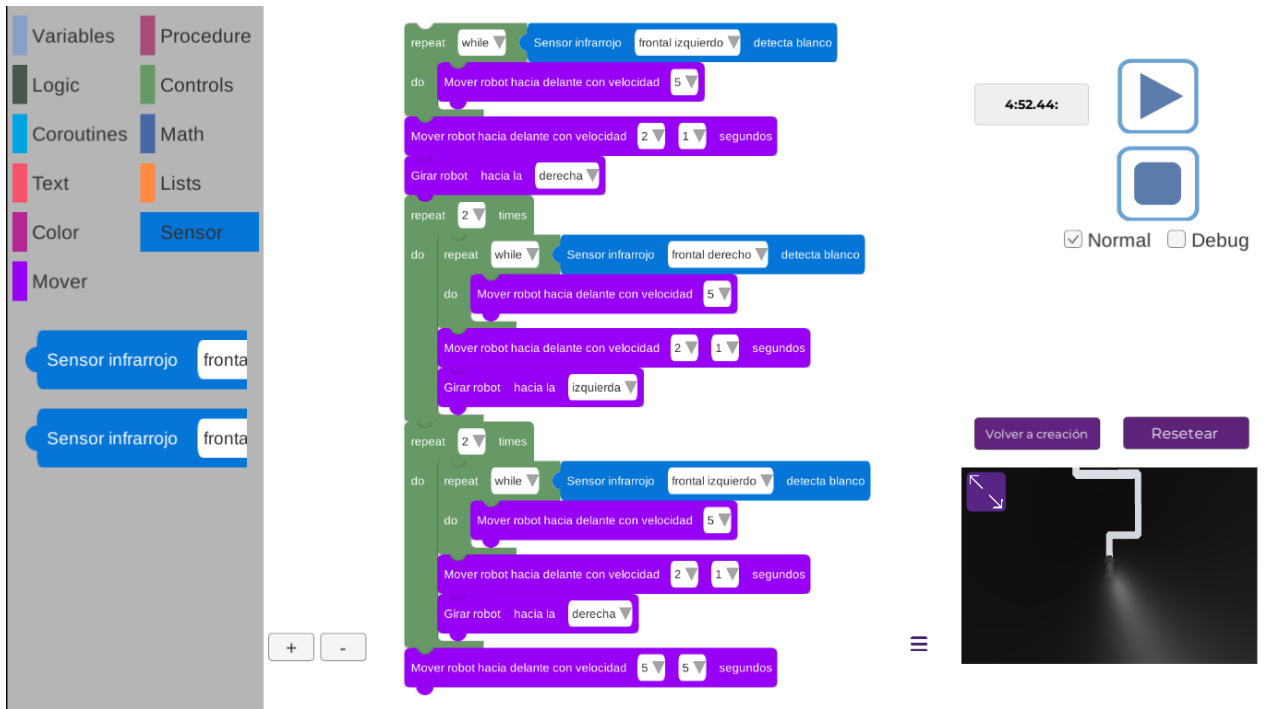 Variables
Procedure
Logic
Controls
Coroutines
Math
Text
Lists
Color
Sensor
Mover
Sensor infrarrojo fronta
Sensor infrarrojo fronta
+ -
repeat while Sensor infrarrojo frontal izquierdo detecta blanco
do Mover robot hacia delante con velocidad 5
Mover robot hacia delante con velocidad 2 1 segundos
Girar robot hacia la derecha
repeat 2 times
do repeat while Sensor infrarrojo frontal derecho detecta blanco
do Mover robot hacia delante con velocidad 5
Mover robot hacia delante con velocidad 2 1 segundos
Girar robot hacia la izquierda
repeat 2 times
do repeat while Sensor infrarrojo frontal izquierdo detecta blanco
do Mover robot hacia delante con velocidad 5
Mover robot hacia delante con velocidad 2 1 segundos
Girar robot hacia la derecha
Mover robot hacia delante con velocidad 5 5 segundos
4:52.44:
Normal Debug
Volver a creación
Resetear